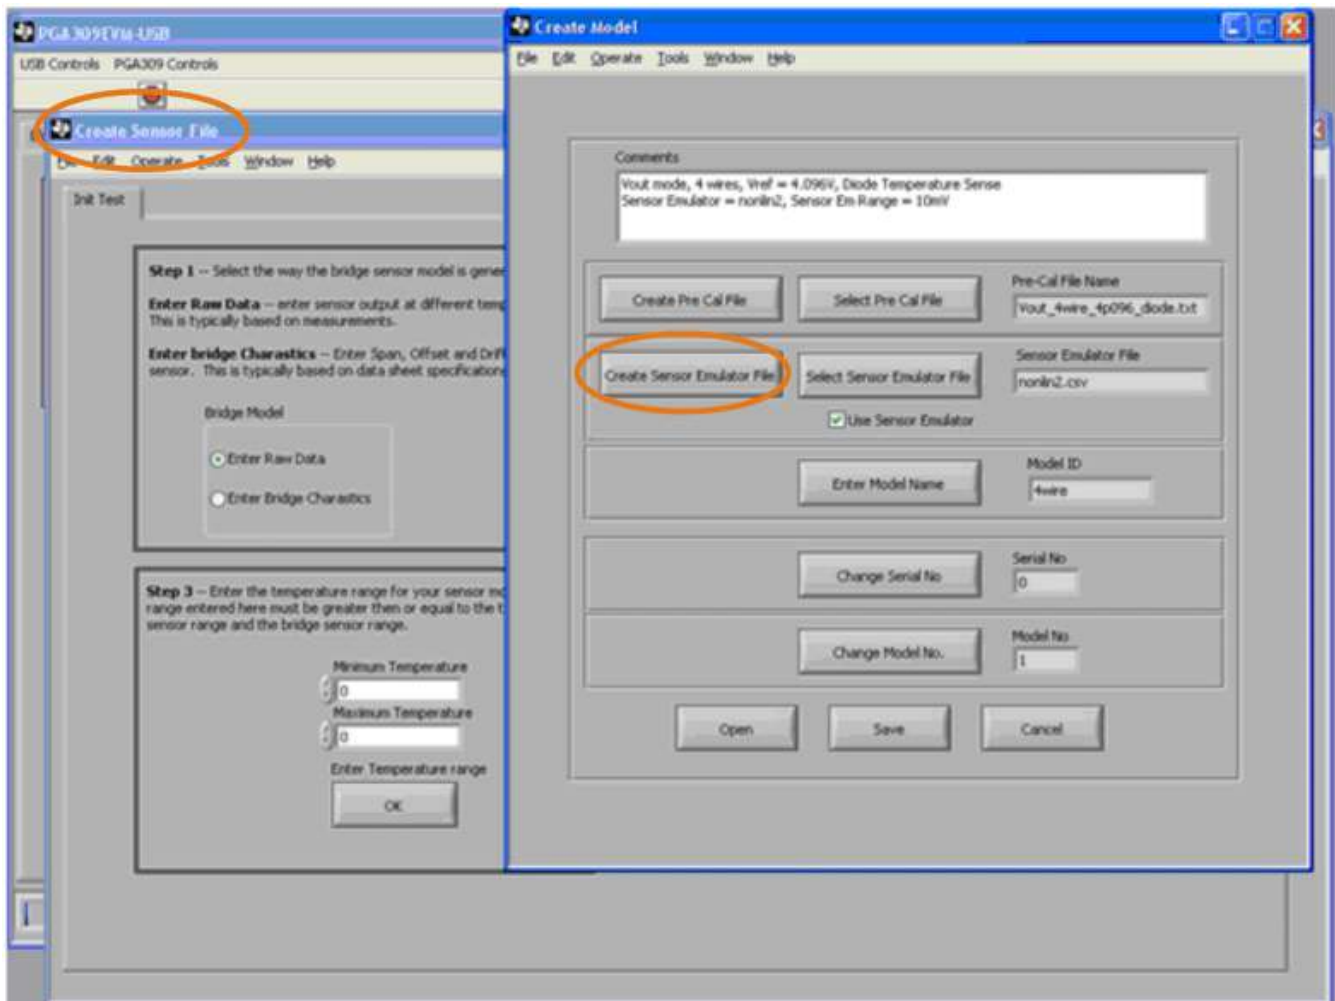 PGA309EVM-USB
USB Controls PGA309 Controls
Create Sensor File
File Edit Operate Tools Window Help
Init Test
Step 1 -- Select the way the bridge sensor model is gener
Enter Raw Data -- enter sensor output at different temp
This is typically based on measurements.
Enter bridge Charastics -- Enter Span, Offset and Drift
sensor. This is typically based on data sheet specifications
Bridge Model
Enter Raw Data
Enter Bridge Charastics
Step 3 -- Enter the temperature range for your sensor mo
range entered here must be greater then or equal to the t
sensor range and the bridge sensor range.
Minimum Temperature
0
Maximum Temperature
0
Enter Temperature range
OK
Create Model
File Edit Operate Tools Window Help
Comments
Vout mode, 4 wires, Vref = 4.096V, Diode Temperature Sense
Sensor Emulator = nonlin2, Sensor Em Range = 10mV
Create Pre Cal File
Select Pre Cal File
Pre-Cal File Name
Vout_4wire_4p096_diode.txt
Create Sensor Emulator File
Select Sensor Emulator File
Sensor Emulator File
nonlin2.csv
Use Sensor Emulator
Enter Model Name
Model ID
4wire
Change Serial No
Serial No
0
Change Model No.
Model No
1
Open
Save
Cancel